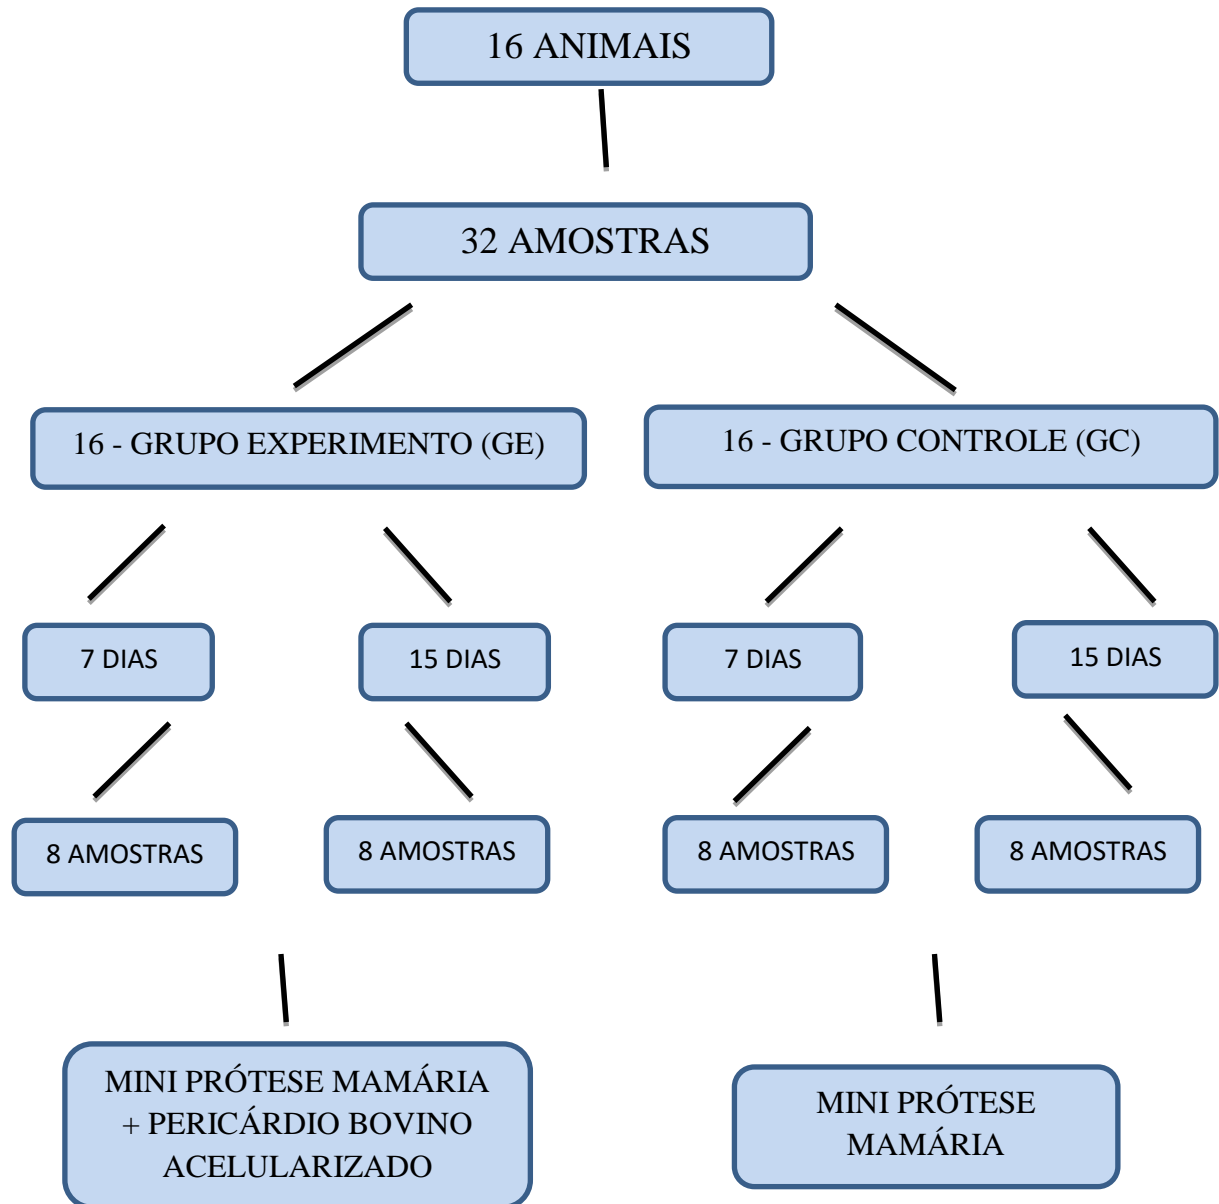 16 ANIMAIS
32 AMOSTRAS
16 - GRUPO EXPERIMENTO (GE)
16 - GRUPO CONTROLE (GC)
7 DIAS
15 DIAS
7 DIAS
15 DIAS
8 AMOSTRAS
8 AMOSTRAS
8 AMOSTRAS
8 AMOSTRAS
MINI PRÓTESE MAMÁRIA
+ PERICÁRDIO BOVINO
ACELULARIZADO
MINI PRÓTESE
MAMÁRIA